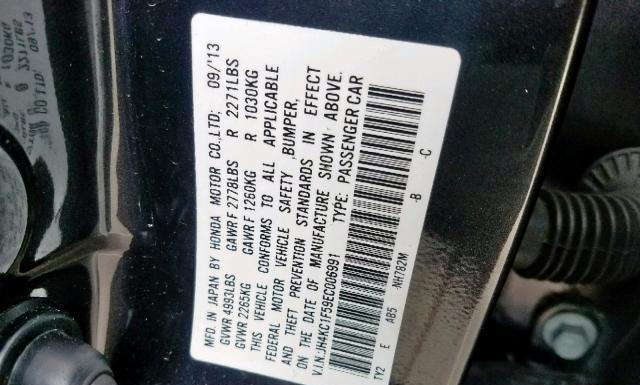 MFD. IN JAPAN BY HONDA MOTOR CO.,LTD; 09/'13
GVWR 4993LBS GAWR F 2778LBS R 2271LBS
GVWR 2265KG GAWR F 1260KG R 1030KG
THIS VEHICLE CONFORMS TO ALL APPLICABLE
FEDERAL MOTOR VEHICLE SAFETY ,BUMPER,
AND THEFT PREVENTION STANDARDS IN EFFECT
ON THE DATE OF MANUFACTURE SHOWN ABOVE.
V.I.N.:JH4KC1F59EC006991 TYPE: PASSENGER CAR
TY2 E AB5 NH782M -B -C